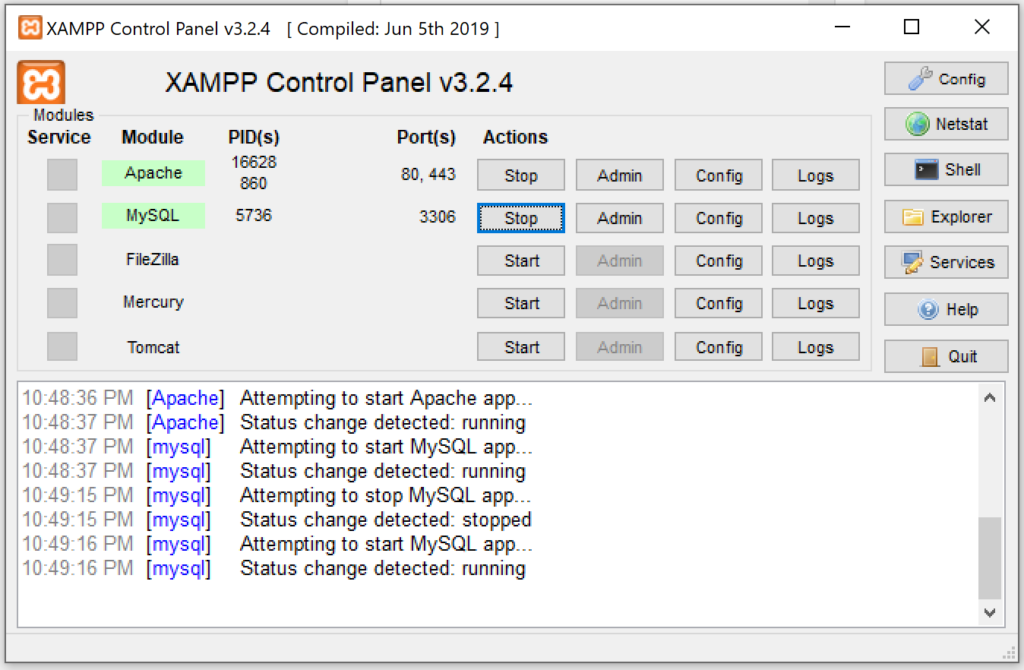 XAMPP Control Panel v3.2.4 [ Compiled: Jun 5th 2019 ]
XAMPP Control Panel v3.2.4
Config
Modules
Service Module PID(s) Port(s) Actions
Netstat
Apache 16628 80, 443 Stop Admin Config Logs
860
Shell
MySQL 5736 3306 Stop Admin Config Logs
Explorer
FileZilla Start Admin Config Logs
Services
Mercury Start Admin Config Logs
Help
Tomcat Start Admin Config Logs
Quit
10:48:36 PM [Apache] Attempting to start Apache app...
10:48:37 PM [Apache] Status change detected: running
10:48:37 PM [mysql] Attempting to start MySQL app...
10:48:37 PM [mysql] Status change detected: running
10:49:15 PM [mysql] Attempting to stop MySQL app...
10:49:15 PM [mysql] Status change detected: stopped
10:49:16 PM [mysql] Attempting to start MySQL app...
10:49:16 PM [mysql] Status change detected: running